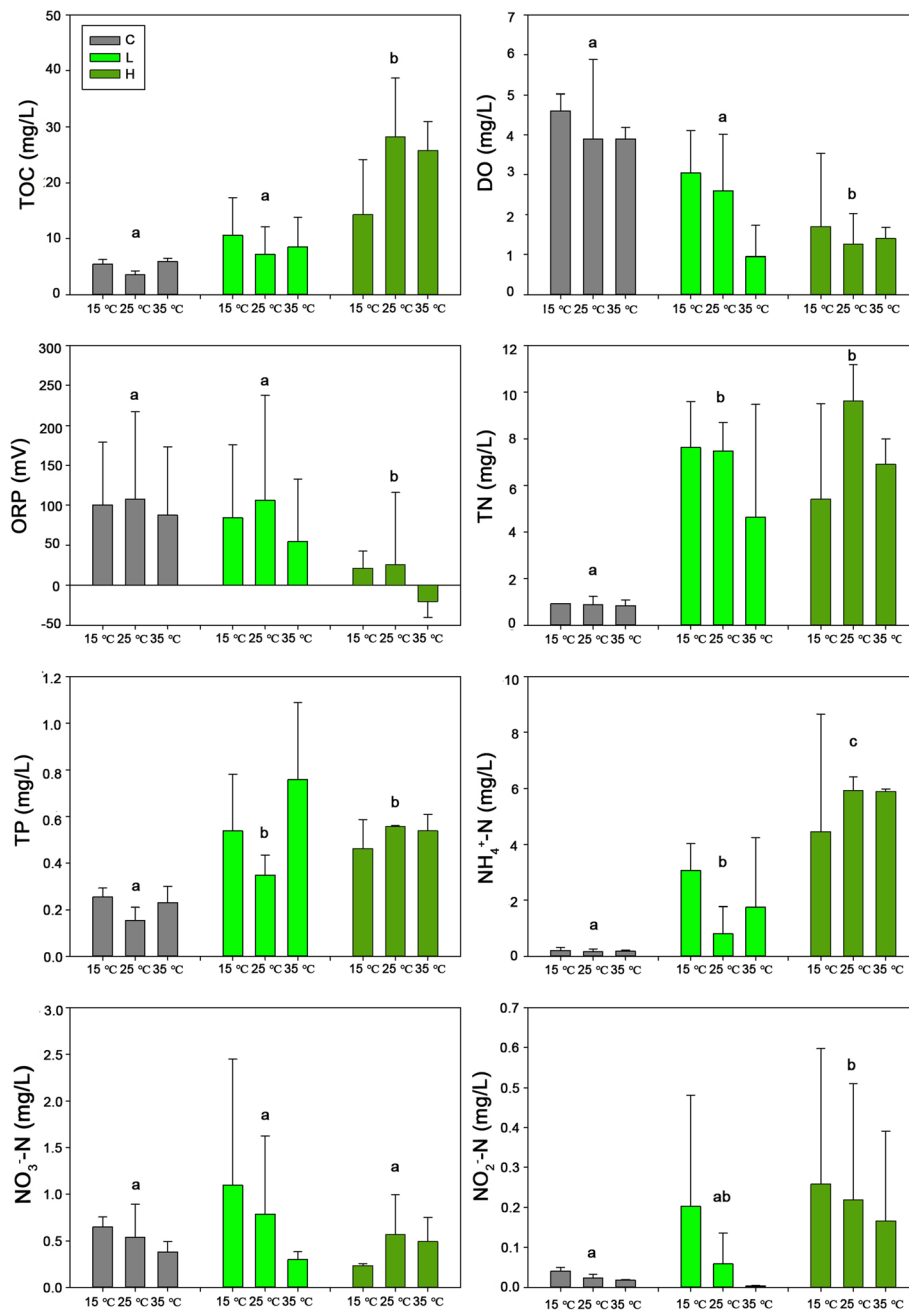 50
40
30
20
10
0
TOC (mg/L)
C
L
H
a
a
b
15 ℃ 25 ℃ 35 ℃ 15 ℃ 25 ℃ 35 ℃ 15 ℃ 25 ℃ 35 ℃
7
6
5
4
3
2
1
0
DO (mg/L)
a
a
b
15 ℃ 25 ℃ 35 ℃ 15 ℃ 25 ℃ 35 ℃ 15 ℃ 25 ℃ 35 ℃
300
250
200
150
100
50
0
-50
ORP (mV)
a
a
b
15 ℃ 25 ℃ 35 ℃ 15 ℃ 25 ℃ 35 ℃ 15 ℃ 25 ℃ 35 ℃
12
10
8
6
4
2
0
TN (mg/L)
a
b
b
15 ℃ 25 ℃ 35 ℃ 15 ℃ 25 ℃ 35 ℃ 15 ℃ 25 ℃ 35 ℃
1.2
1.0
0.8
0.6
0.4
0.2
0.0
TP (mg/L)
a
b
b
15 ℃ 25 ℃ 35 ℃ 15 ℃ 25 ℃ 35 ℃ 15 ℃ 25 ℃ 35 ℃
10
8
6
4
2
0
NH₄⁺-N (mg/L)
a
b
c
15 ℃ 25 ℃ 35 ℃ 15 ℃ 25 ℃ 35 ℃ 15 ℃ 25 ℃ 35 ℃
3.0
2.5
2.0
1.5
1.0
0.5
0.0
NO₃⁻-N (mg/L)
a
a
a
15 ℃ 25 ℃ 35 ℃ 15 ℃ 25 ℃ 35 ℃ 15 ℃ 25 ℃ 35 ℃
0.7
0.6
0.5
0.4
0.3
0.2
0.1
0.0
NO₂⁻-N (mg/L)
a
ab
b
15 ℃ 25 ℃ 35 ℃ 15 ℃ 25 ℃ 35 ℃ 15 ℃ 25 ℃ 35 ℃